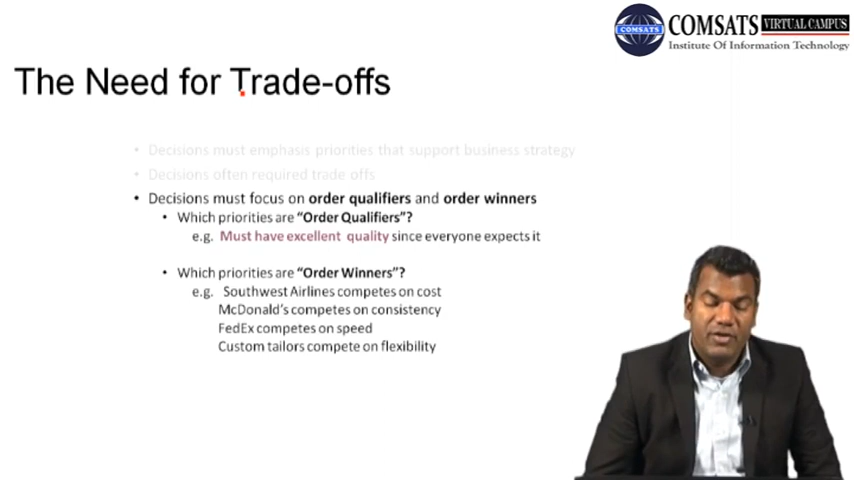 COMSATS
COMSATS VIRTUAL CAMPUS
Institute Of Information Technology
The Need for Trade-offs
• Decisions must emphasis priorities that support business strategy
• Decisions often required trade offs
• Decisions must focus on order qualifiers and order winners
• Which priorities are “Order Qualifiers”?
e.g. Must have excellent quality since everyone expects it
• Which priorities are “Order Winners”?
e.g. Southwest Airlines competes on cost
McDonald’s competes on consistency
FedEx competes on speed
Custom tailors compete on flexibility